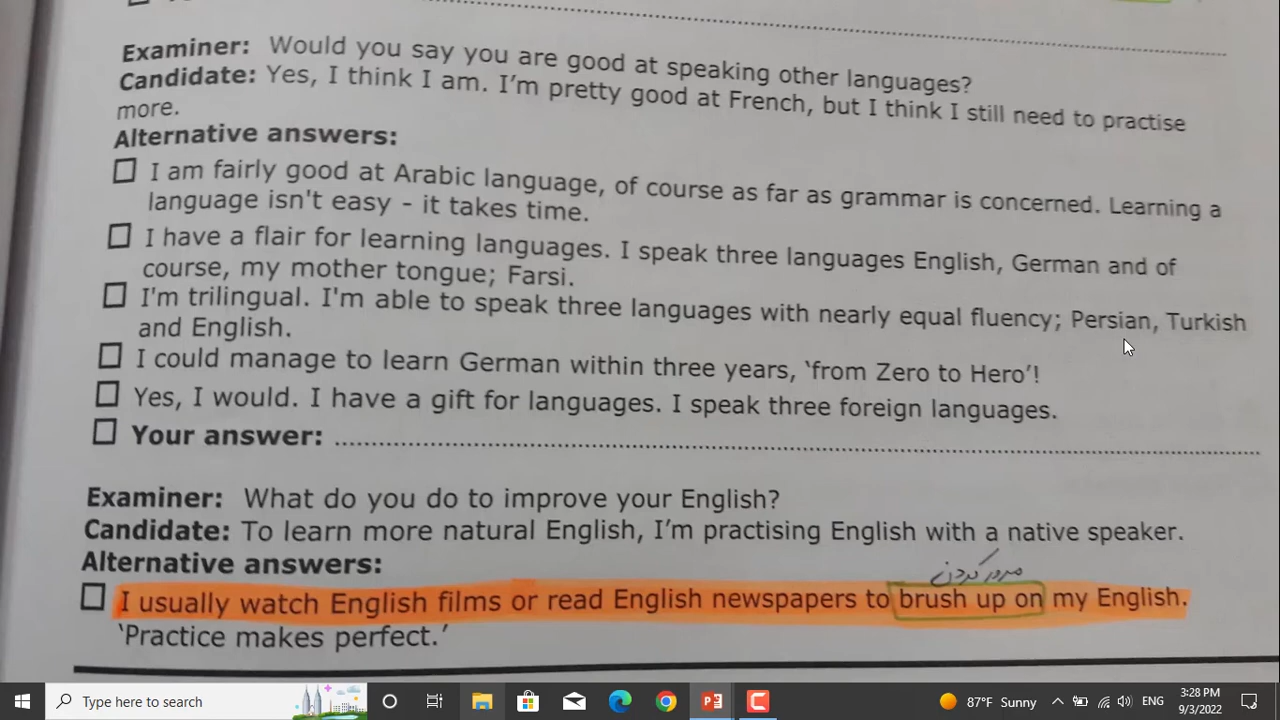 Examiner: Would you say you are good at speaking other languages?
Candidate: Yes, I think I am. I'm pretty good at French, but I think I still need to practise
more.
Alternative answers:
I am fairly good at Arabic language, of course as far as grammar is concerned. Learning a
language isn't easy - it takes time.
I have a flair for learning languages. I speak three languages English, German and of
course, my mother tongue; Farsi.
I'm trilingual. I'm able to speak three languages with nearly equal fluency; Persian, Turkish
and English.
I could manage to learn German within three years, 'from Zero to Hero'!
Yes, I would. I have a gift for languages. I speak three foreign languages.
Your answer: ........................................................................
Examiner: What do you do to improve your English?
Candidate: To learn more natural English, I'm practising English with a native speaker.
Alternative answers:
مرور کردن
I usually watch English films or read English newspapers to brush up on my English.
'Practice makes perfect.'
Type here to search
87°F Sunny
ENG
3:28 PM
9/3/2022